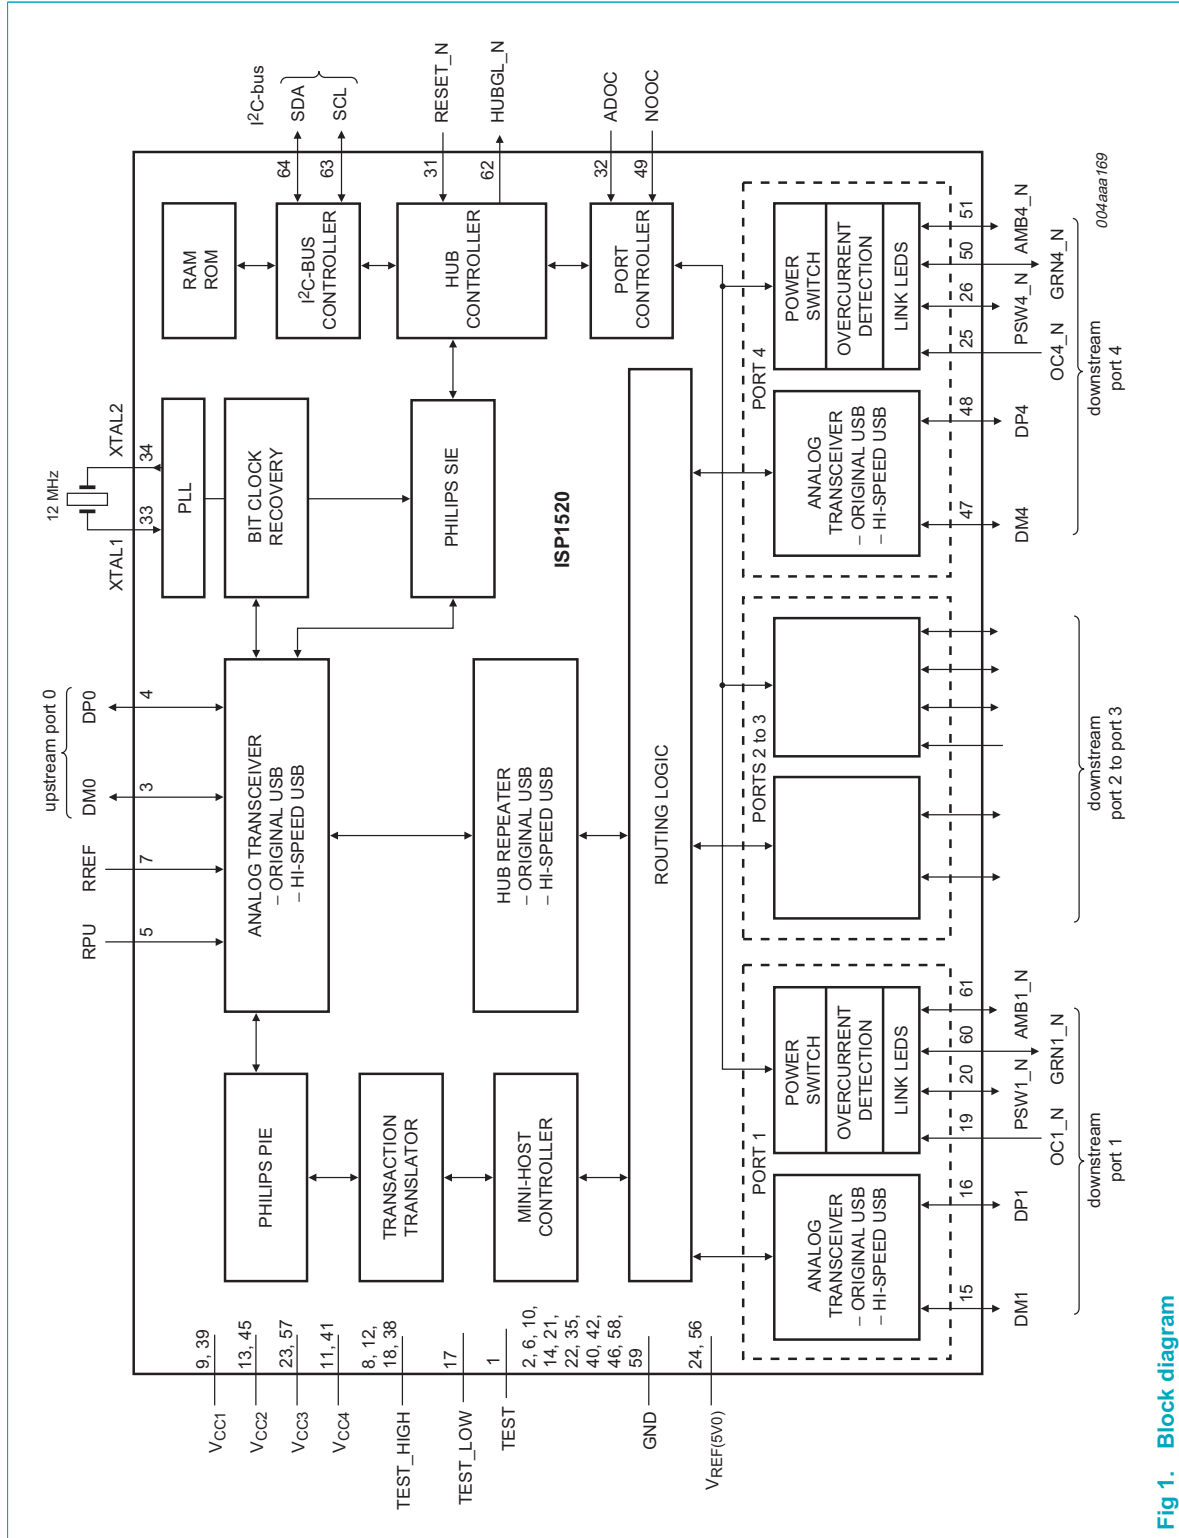 12 MHz
XTAL1
XTAL2
33
34
upstream port 0
RPU
RREF
DM0
DP0
5
7
3
4
I2C-bus
SDA
SCL
64
63
RESET_N
HUBGL_N
31
62
ADOC
NOOC
32
49
VCC1
9, 39
VCC2
13, 45
VCC3
23, 57
VCC4
11, 41
TEST_HIGH
8, 12,
18, 38
TEST_LOW
17
TEST
1
GND
2, 6, 10,
14, 21,
22, 35,
40, 42,
46, 58,
59
VREF(5V0)
24, 56
PHILIPS PIE
TRANSACTION
TRANSLATOR
MINI-HOST
CONTROLLER
ANALOG TRANSCEIVER
– ORIGINAL USB
– HI-SPEED USB
HUB REPEATER
– ORIGINAL USB
– HI-SPEED USB
PLL
BIT CLOCK
RECOVERY
PHILIPS SIE
ISP1520
RAM
ROM
I2C-BUS
CONTROLLER
HUB
CONTROLLER
PORT
CONTROLLER
ROUTING LOGIC
PORT 1
ANALOG
TRANSCEIVER
– ORIGINAL USB
– HI-SPEED USB
POWER
SWITCH
OVERCURRENT
DETECTION
LINK LEDS
15
16
19
20
60
61
DM1
DP1
OC1_N
PSW1_N
GRN1_N
AMB1_N
downstream
port 1
PORTS 2 to 3
downstream
port 2 to port 3
PORT 4
ANALOG
TRANSCEIVER
– ORIGINAL USB
– HI-SPEED USB
POWER
SWITCH
OVERCURRENT
DETECTION
LINK LEDS
47
48
25
26
50
51
DM4
DP4
OC4_N
PSW4_N
GRN4_N
AMB4_N
downstream
port 4
004aaa169
Fig 1. Block diagram